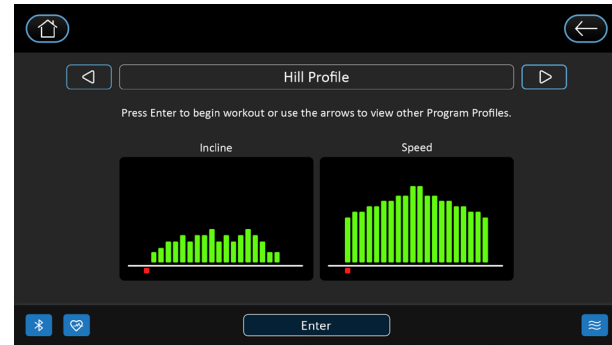 Hill Profile
Press Enter to begin workout or use the arrows to view other Program Profiles.
Incline
Speed
Enter